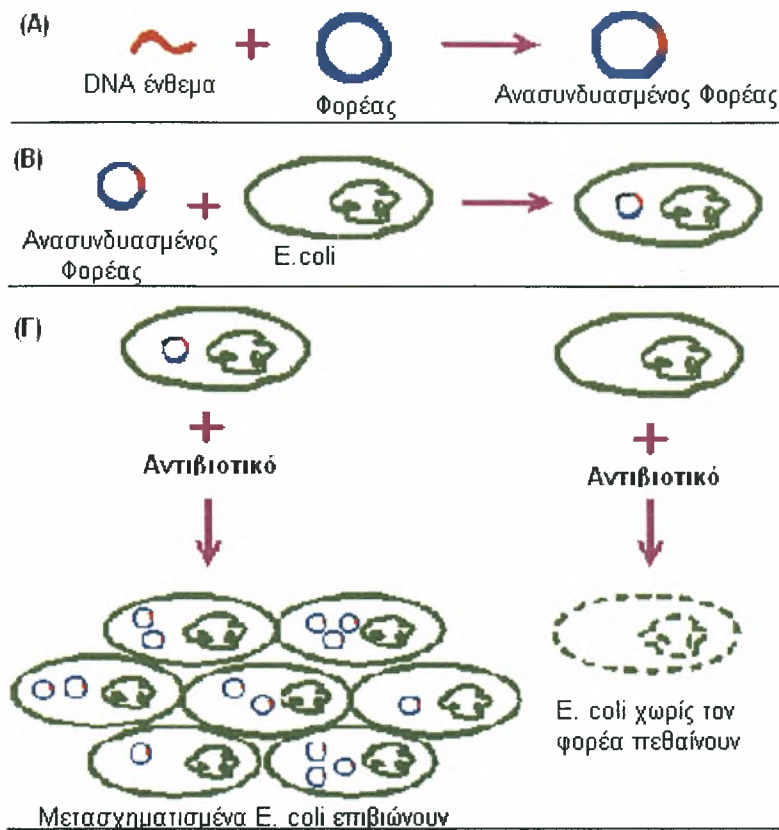 (Α)
DNA ένθεμα
Φορέας
Ανασυνδυασμένος Φορέας
(Β)
Ανασυνδυασμένος
Φορέας
E.coli
(Γ)
Αντιβιοτικό
Αντιβιοτικό
E. coli χωρίς τον
φορέα πεθαίνουν
Μετασχηματισμένα E. coli επιβιώνουν